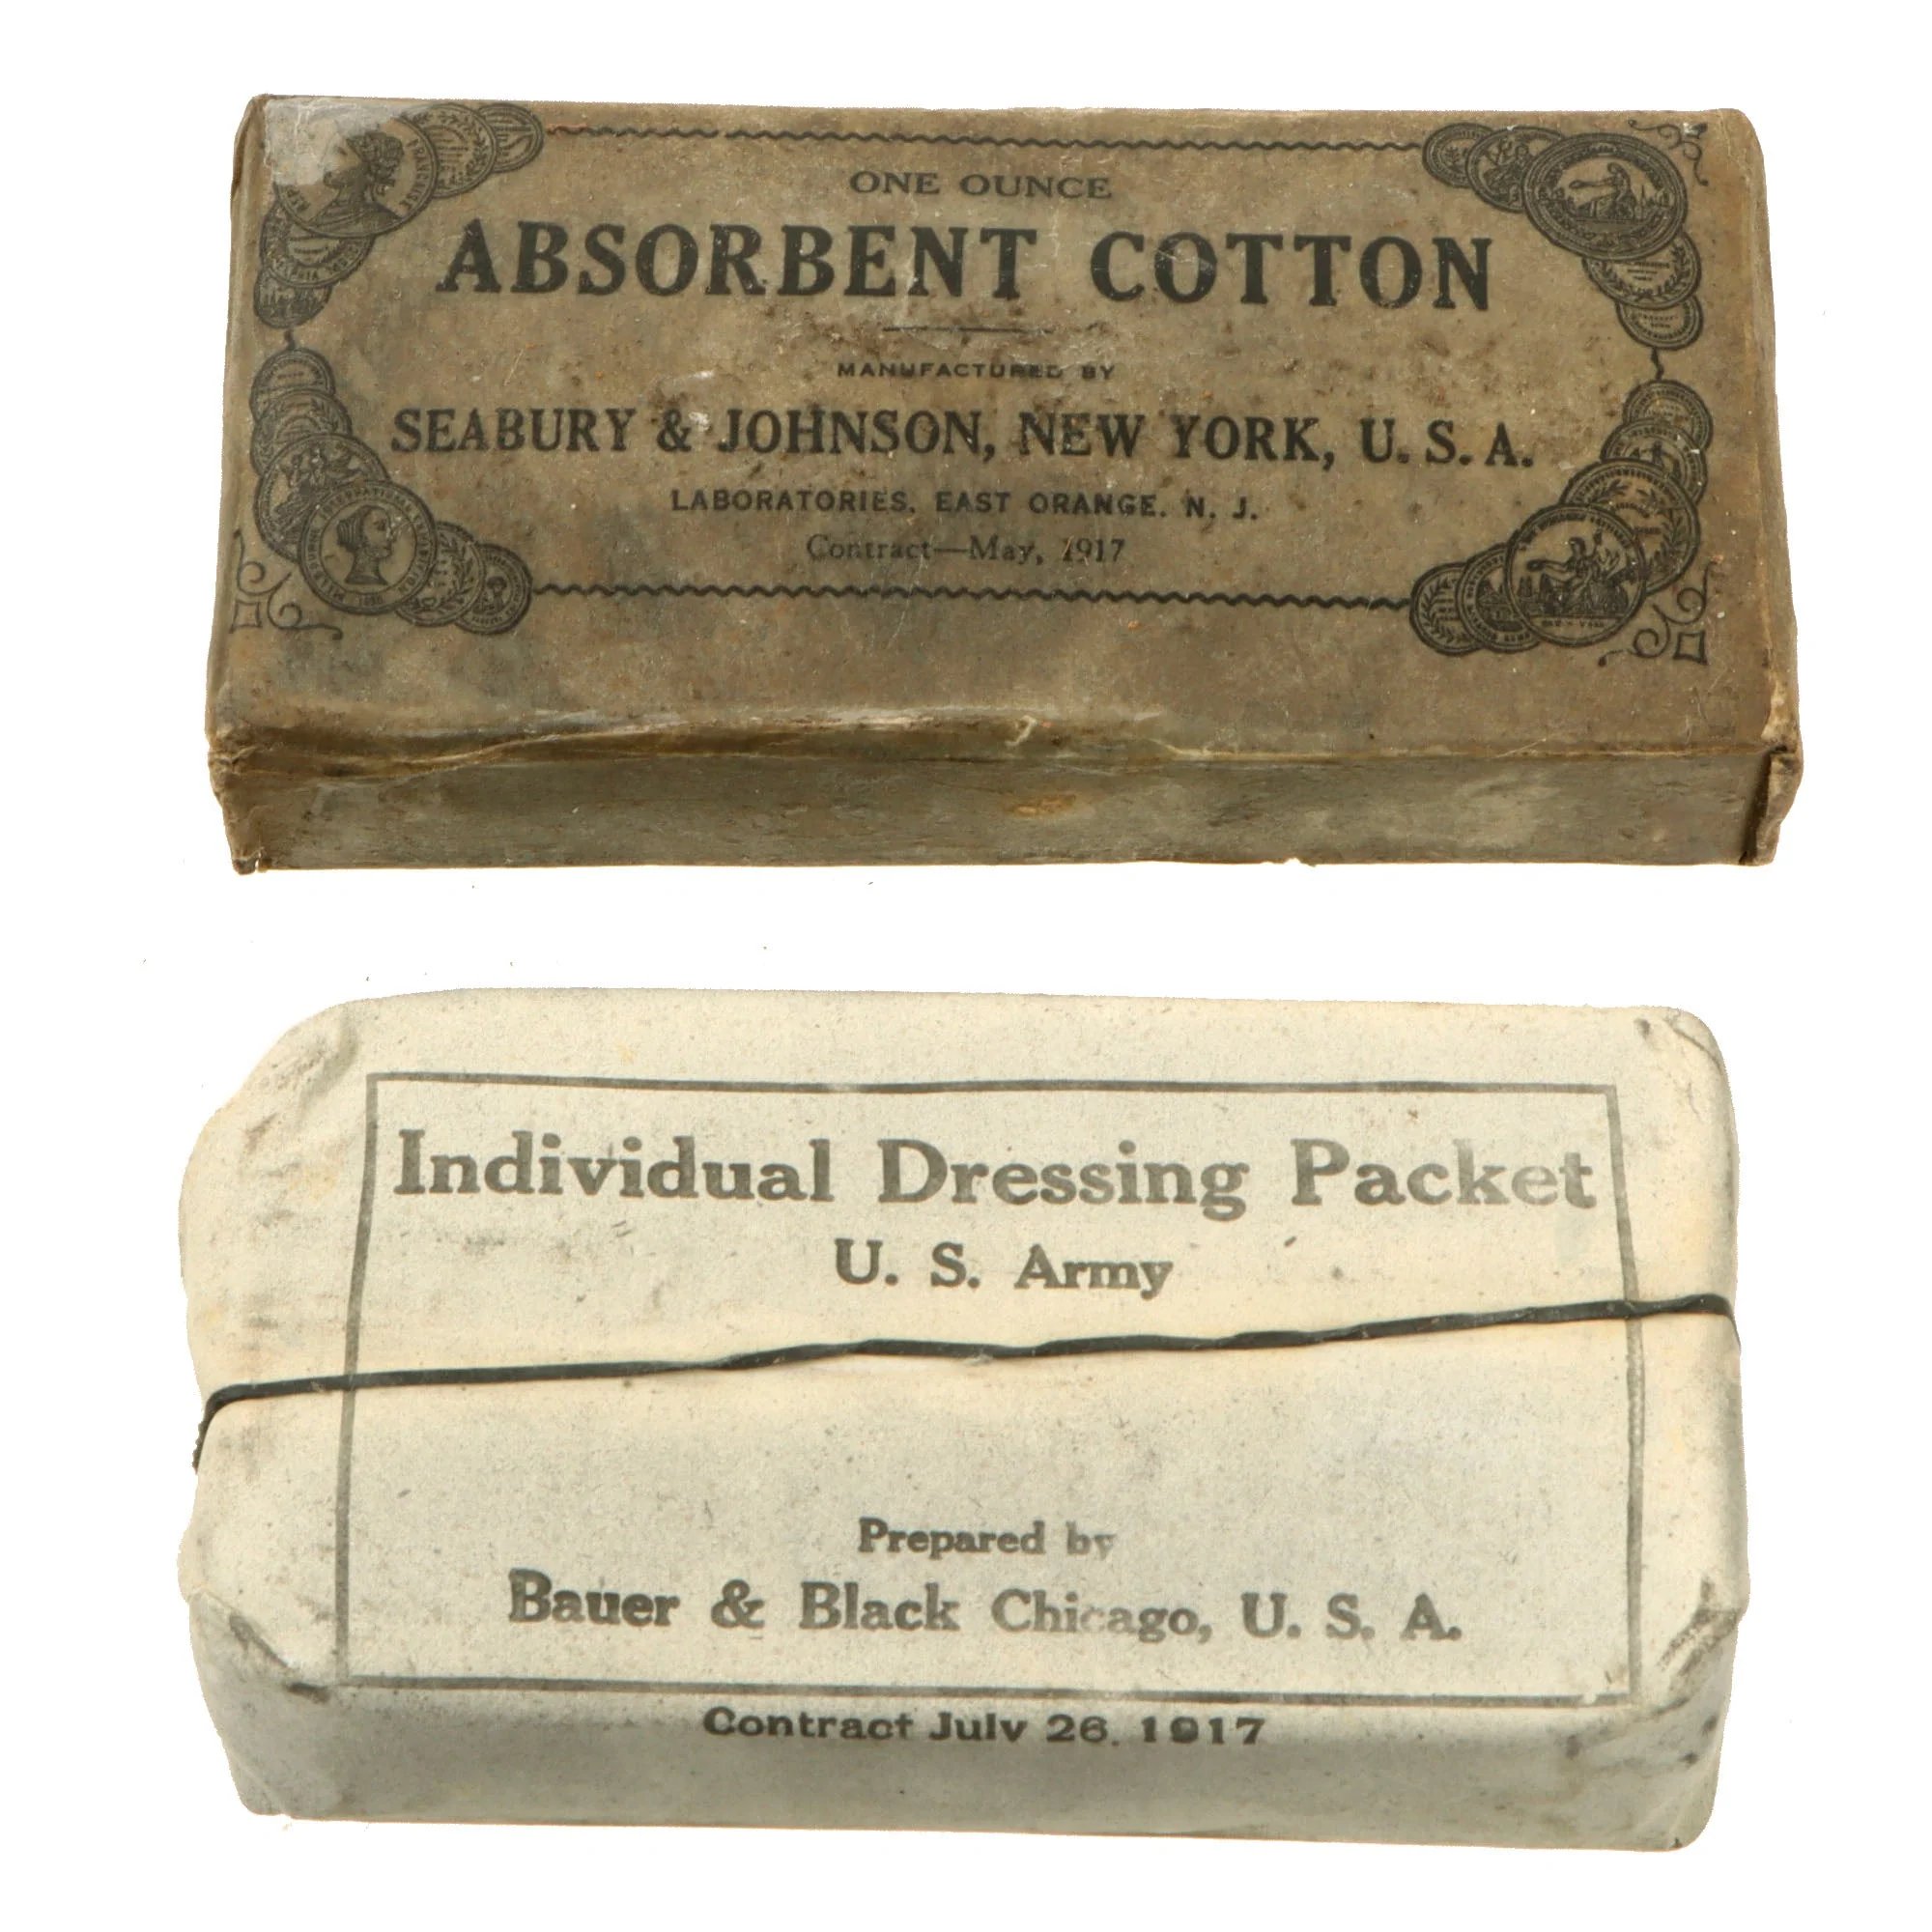 ONE OUNCE
ABSORBENT COTTON
MANUFACTURED BY
SEABURY & JOHNSON, NEW YORK, U. S. A.
LABORATORIES, EAST ORANGE, N. J.
Contract—May, 1917
Individual Dressing Packet
U. S. Army
Prepared by
Bauer & Black Chicago, U. S. A.
Contract July 26, 1917